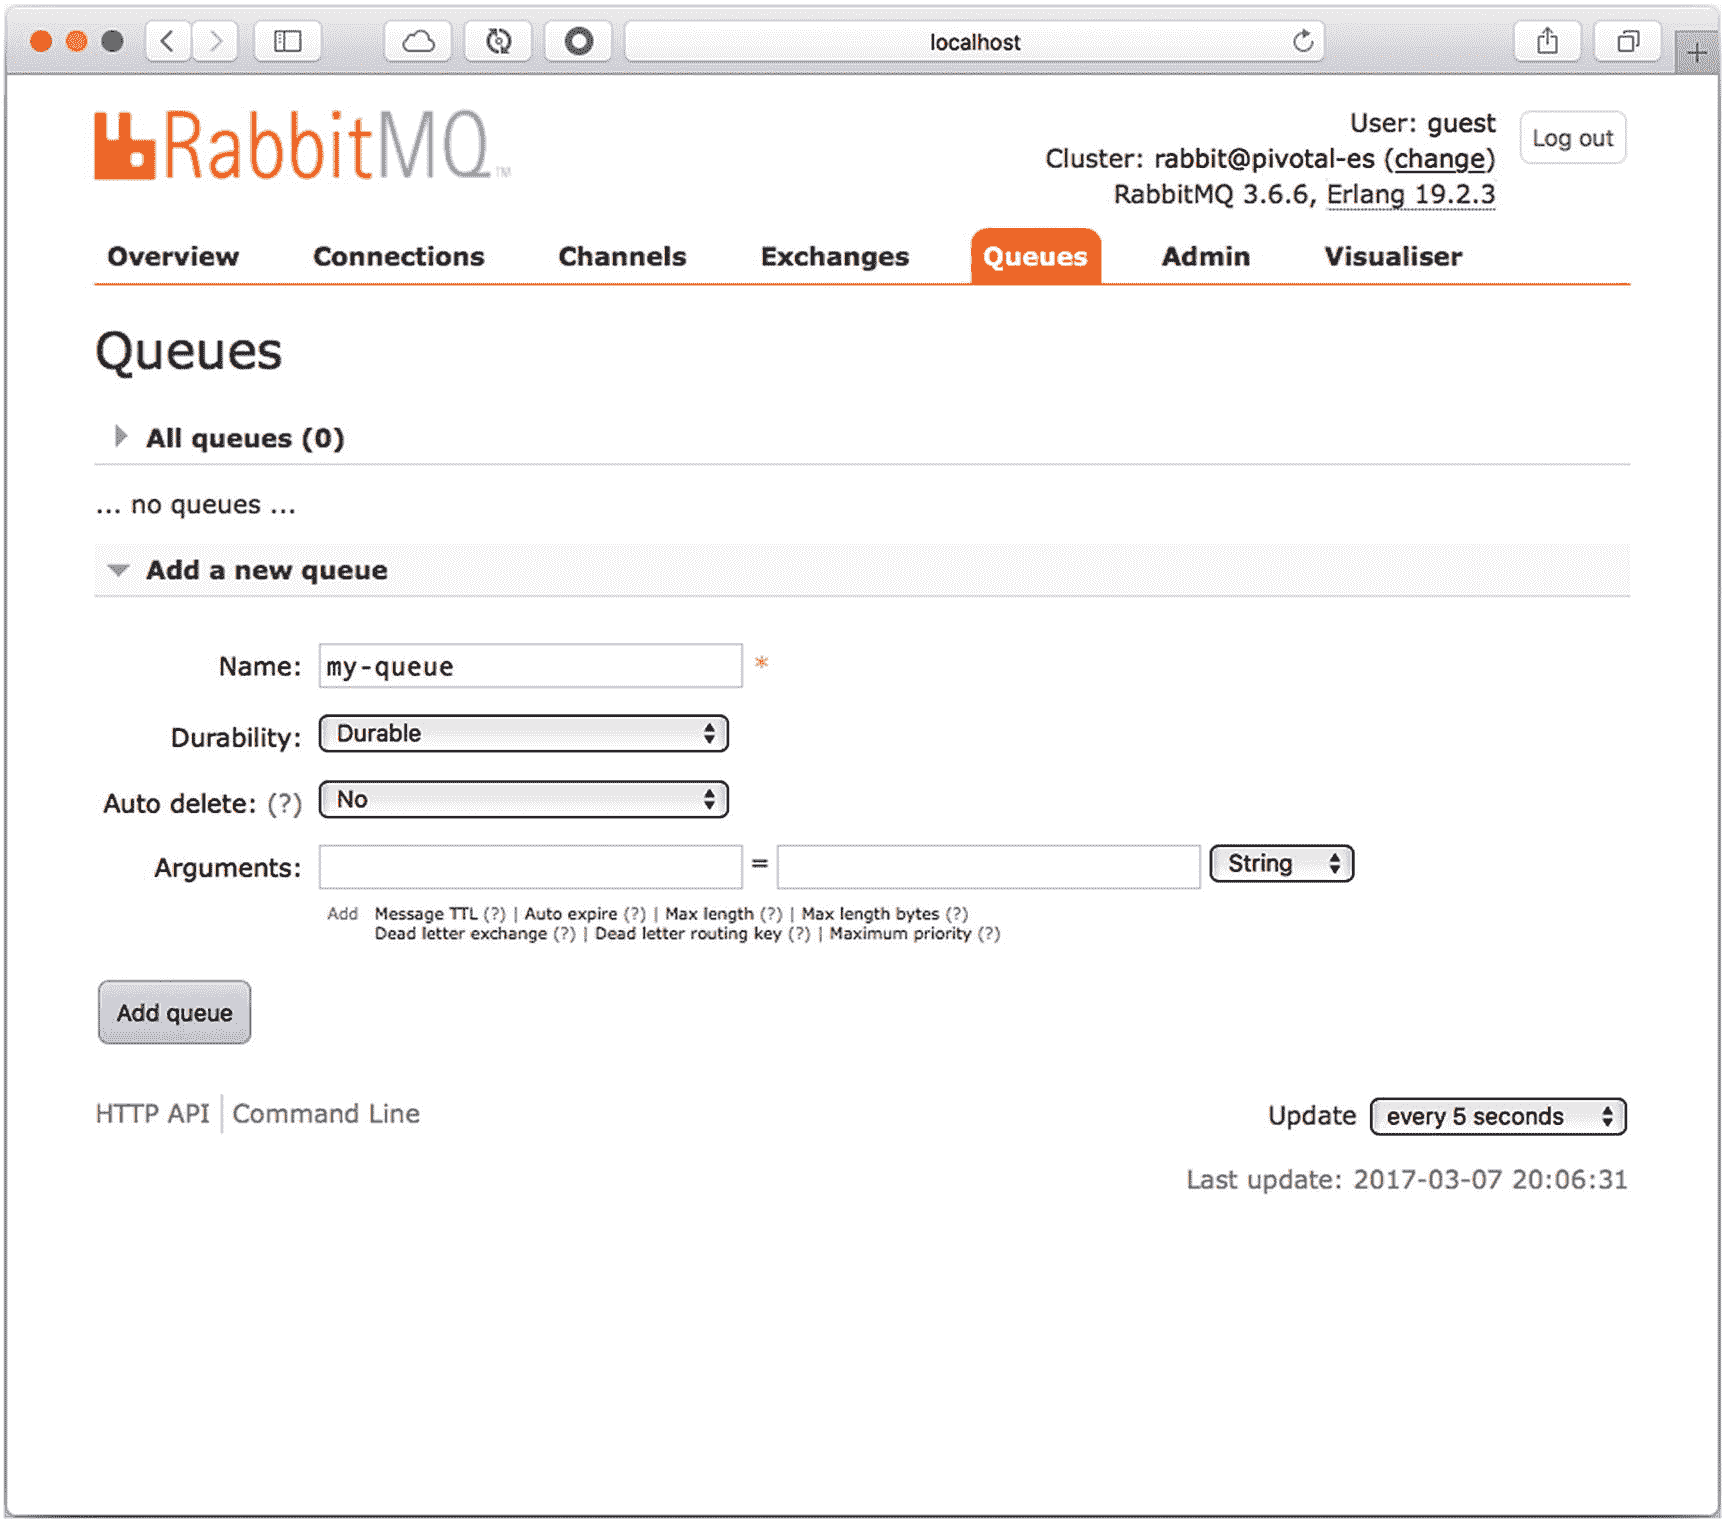 localhost
RabbitMQ™
User: guest
Log out
Cluster: rabbit@pivotal-es (change)
RabbitMQ 3.6.6, Erlang 19.2.3
Overview Connections Channels Exchanges Queues Admin Visualiser
Queues
All queues (0)
... no queues ...
Add a new queue
Name: my-queue *
Durability: Durable
Auto delete: (?) No
Arguments: = String
Add Message TTL (?) | Auto expire (?) | Max length (?) | Max length bytes (?)
Dead letter exchange (?) | Dead letter routing key (?) | Maximum priority (?)
Add queue
HTTP API Command Line
Update every 5 seconds
Last update: 2017-03-07 20:06:31